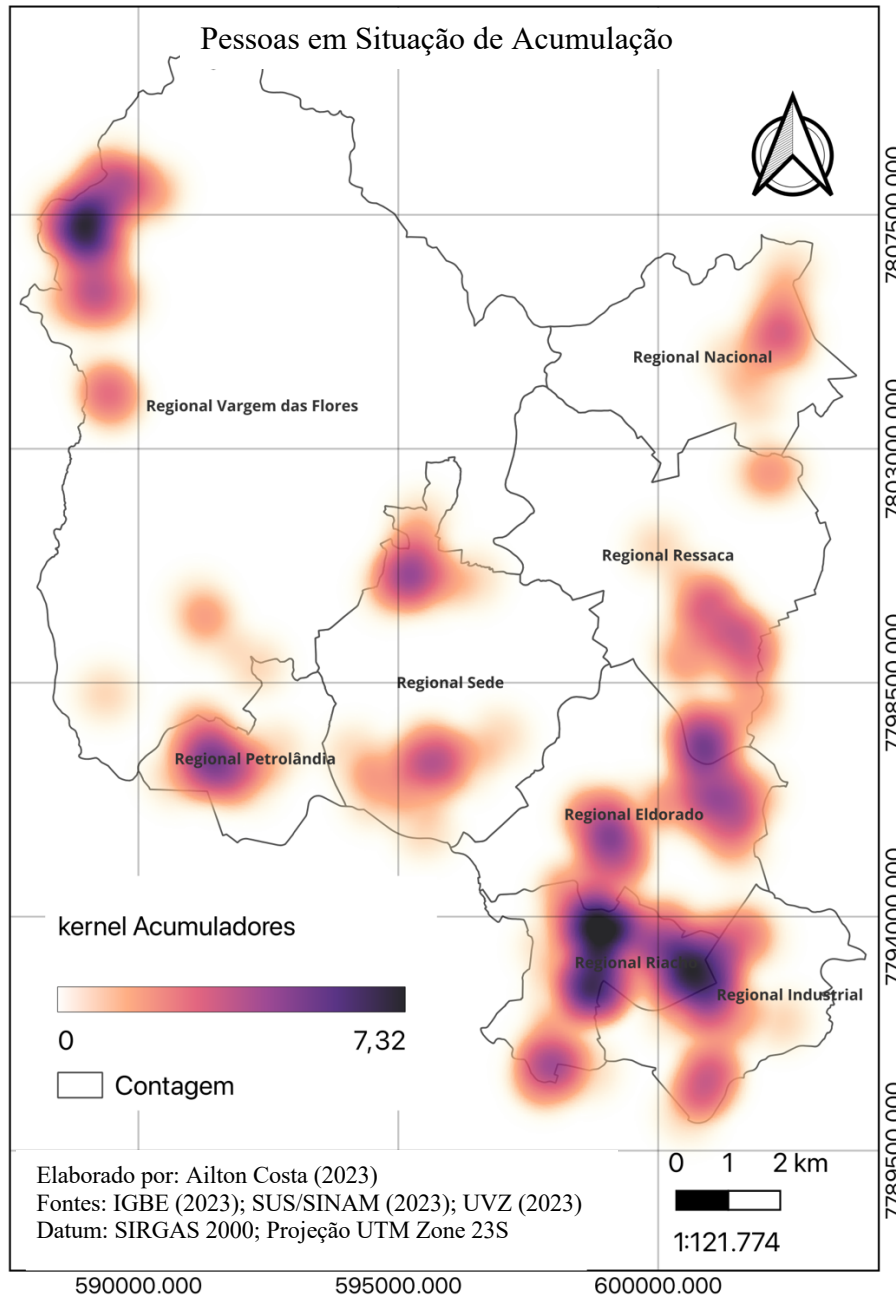 Pessoas em Situação de Acumulação
7807500.000
Regional Nacional
Regional Vargem das Flores
7803000.000
Regional Ressaca
Regional Sede
7798500.000
Regional Petrolândia
Regional Eldorado
7794000.000
kernel Acumuladores
Regional Riacho
Regional Industrial
0
7,32
Contagem
7789500.000
0 1 2 km
1:121.774
Elaborado por: Ailton Costa (2023)
Fontes: IGBE (2023); SUS/SINAM (2023); UVZ (2023)
Datum: SIRGAS 2000; Projeção UTM Zone 23S
590000.000 595000.000 600000.000